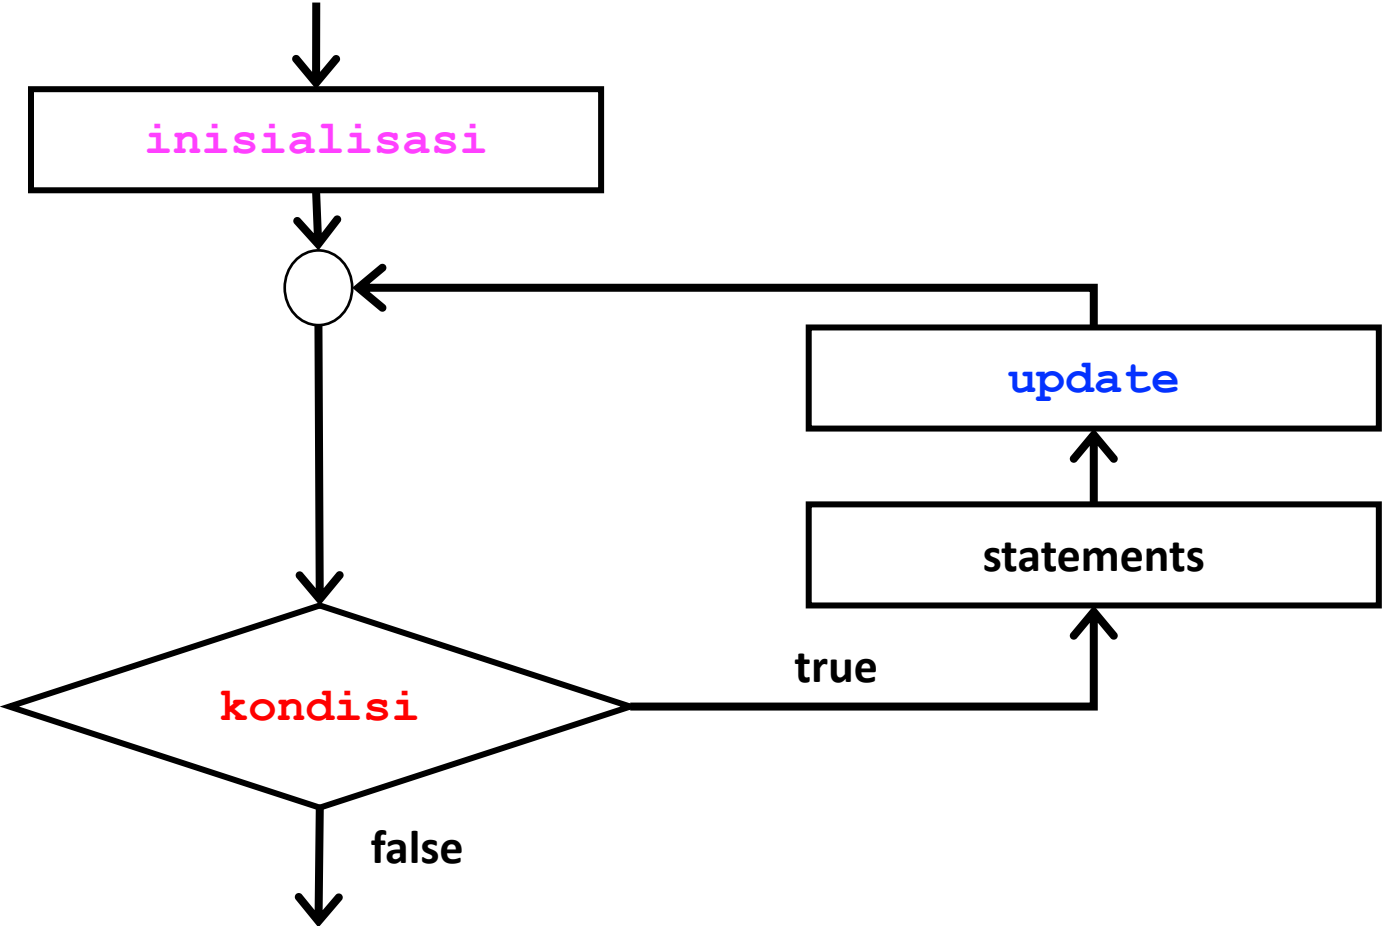 inisialisasi
update
statements
true
kondisi
false